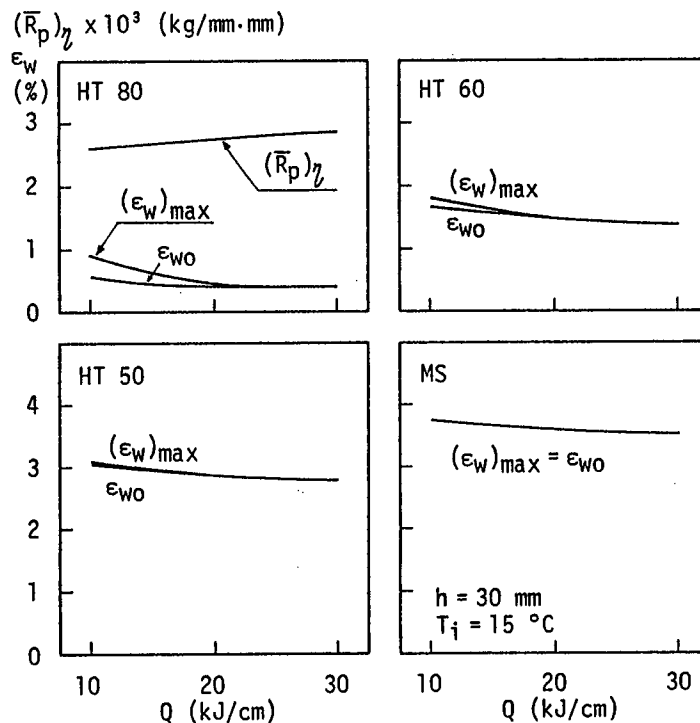 (R̅p)η x10³ (kg/mm·mm)
εw
(%)
HT 80
HT 60
3
2
1
0
(R̅p)η
(εw)max
εwo
(εw)max
εwo
HT 50
MS
4
3
2
1
0
(εw)max
εwo
(εw)max = εwo
h = 30 mm
Ti = 15 °C
10 20 30
10 20 30
Q (kJ/cm)
Q (kJ/cm)